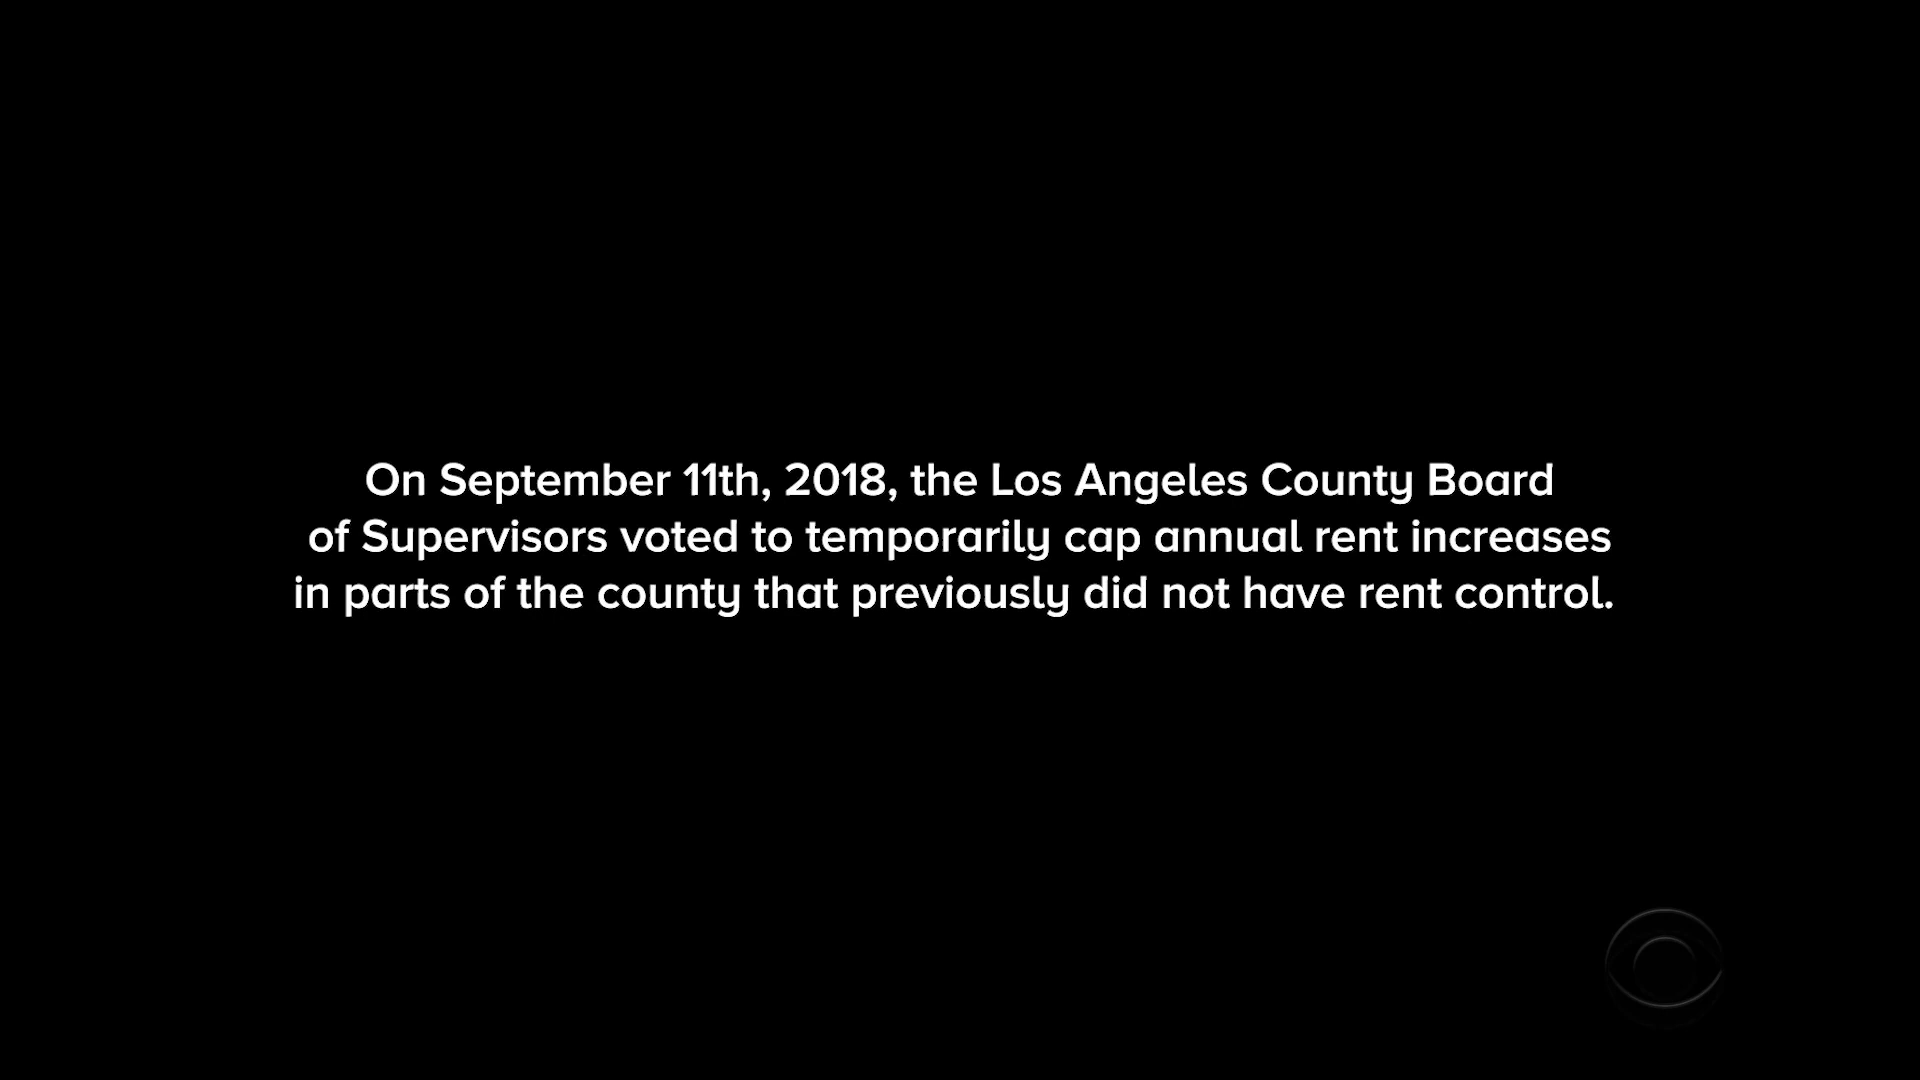 On September 11th, 2018, the Los Angeles County Board
of Supervisors voted to temporarily cap annual rent increases
in parts of the county that previously did not have rent control.